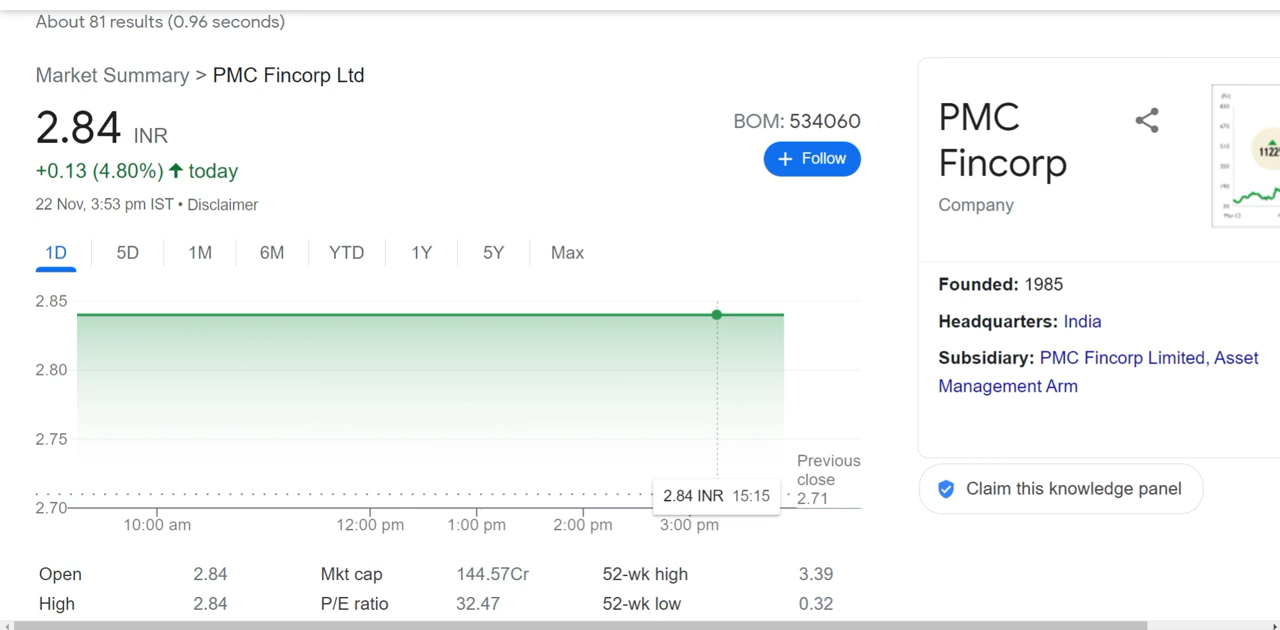 About 81 results (0.96 seconds)
Market Summary > PMC Fincorp Ltd
2.84 INR
+0.13 (4.80%) ↑ today
22 Nov, 3:53 pm IST • Disclaimer
BOM: 534060
+ Follow
1D 5D 1M 6M YTD 1Y 5Y Max
2.85
2.80
2.75
2.70
Previous
close
2.71
2.84 INR 15:15
10:00 am 12:00 pm 1:00 pm 2:00 pm 3:00 pm
Open 2.84 Mkt cap 144.57Cr 52-wk high 3.39
High 2.84 P/E ratio 32.47 52-wk low 0.32
PMC
Fincorp
Company
Founded: 1985
Headquarters: India
Subsidiary: PMC Fincorp Limited, Asset
Management Arm
Claim this knowledge panel